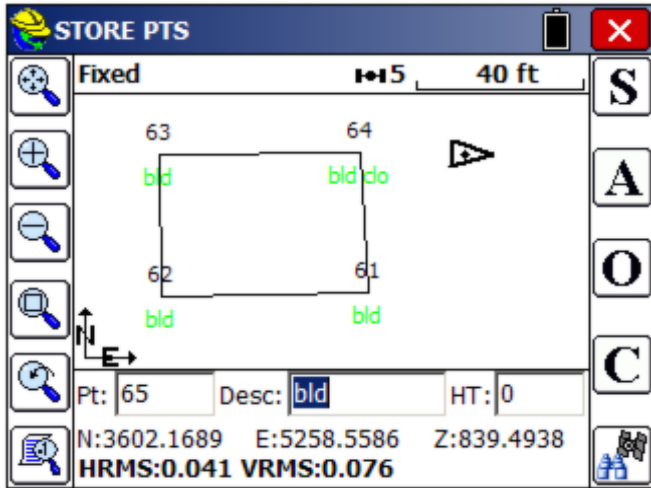 STORE PTS
Fixed 5 40 ft
S
63 64
bld bld clo
A
62 61
bld bld
O
N
E
C
Pt: 65 Desc: bld HT: 0
N:3602.1689 E:5258.5586 Z:839.4938
HRMS:0.041 VRMS:0.076